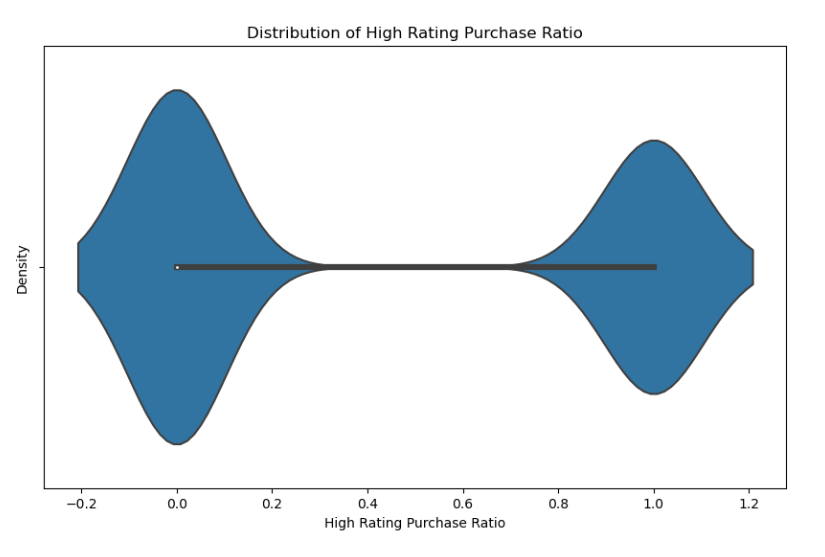 Distribution of High Rating Purchase Ratio
Density
−0.2 0.0 0.2 0.4 0.6 0.8 1.0 1.2
High Rating Purchase Ratio